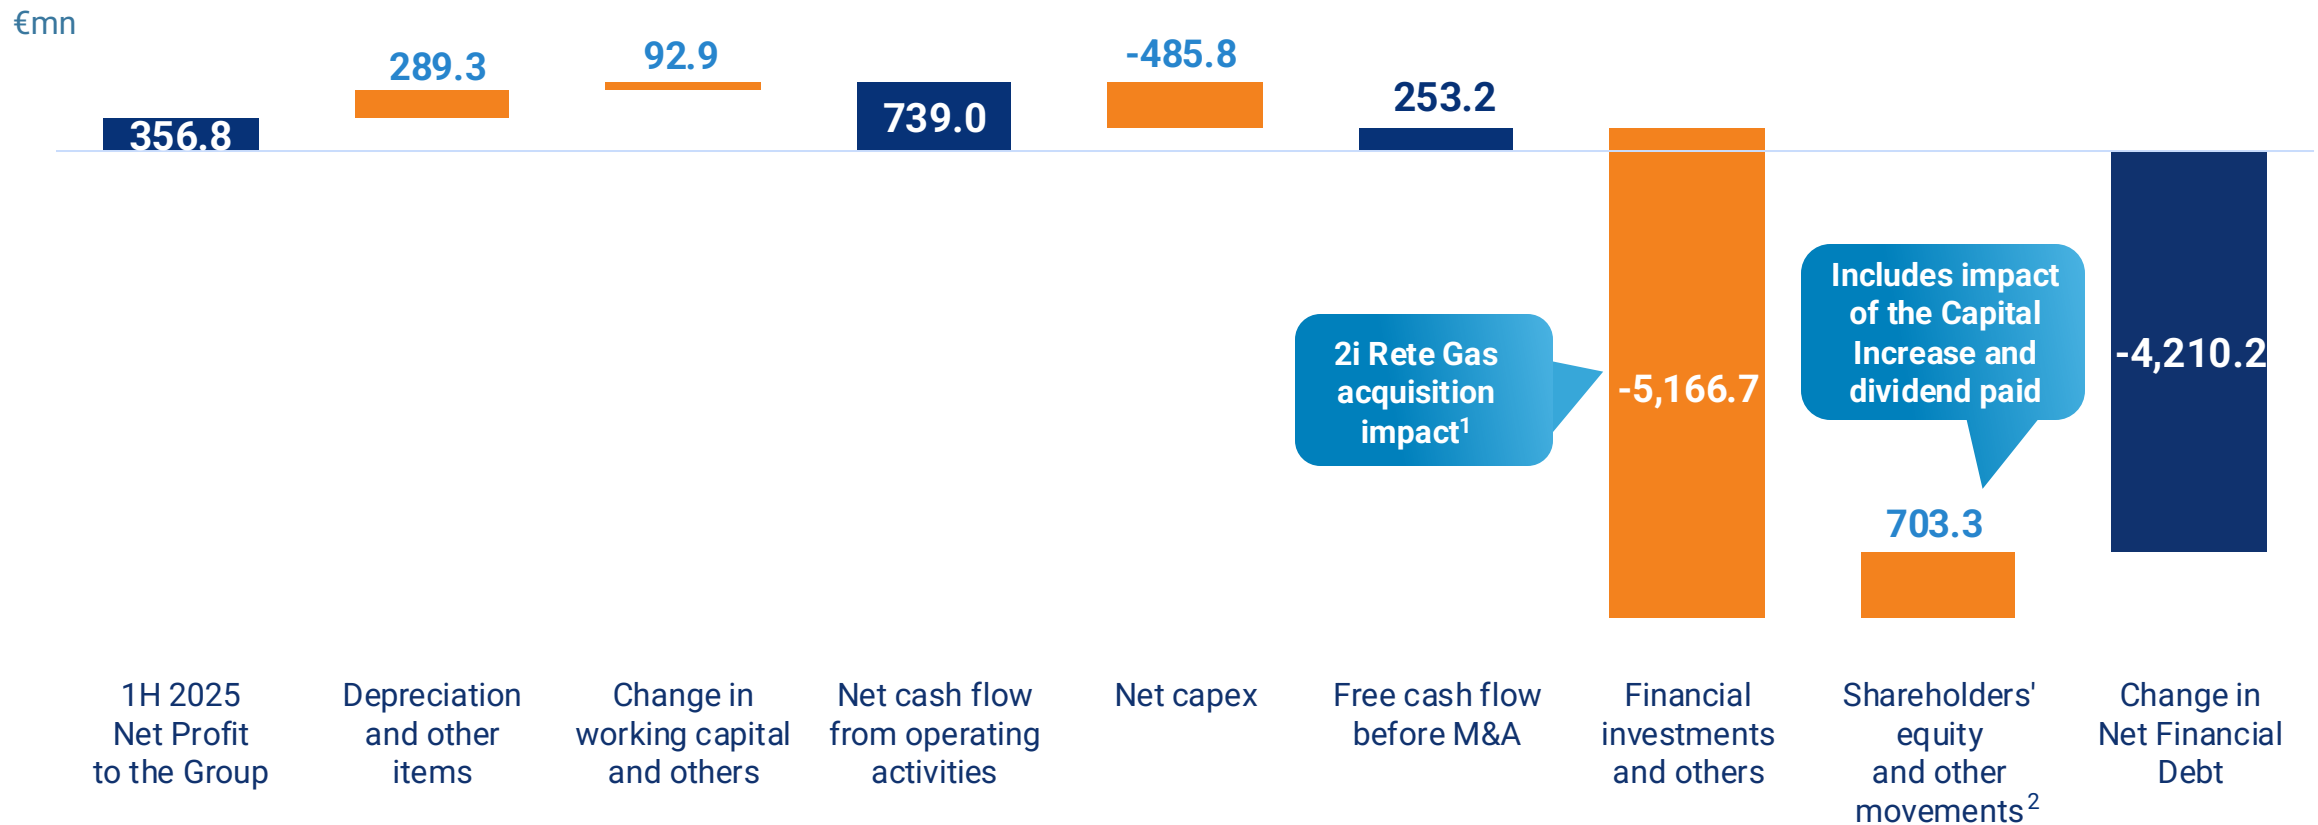 €mn
356.8
289.3
92.9
739.0
-485.8
253.2
2i Rete Gas
acquisition
impact¹
-5,166.7
Includes impact
of the Capital
Increase and
dividend paid
703.3
-4,210.2
1H 2025
Net Profit
to the Group
Depreciation
and other
items
Change in
working capital
and others
Net cash flow
from operating
activities
Net capex
Free cash flow
before M&A
Financial
investments
and others
Shareholders'
equity
and other
movements²
Change in
Net Financial
Debt